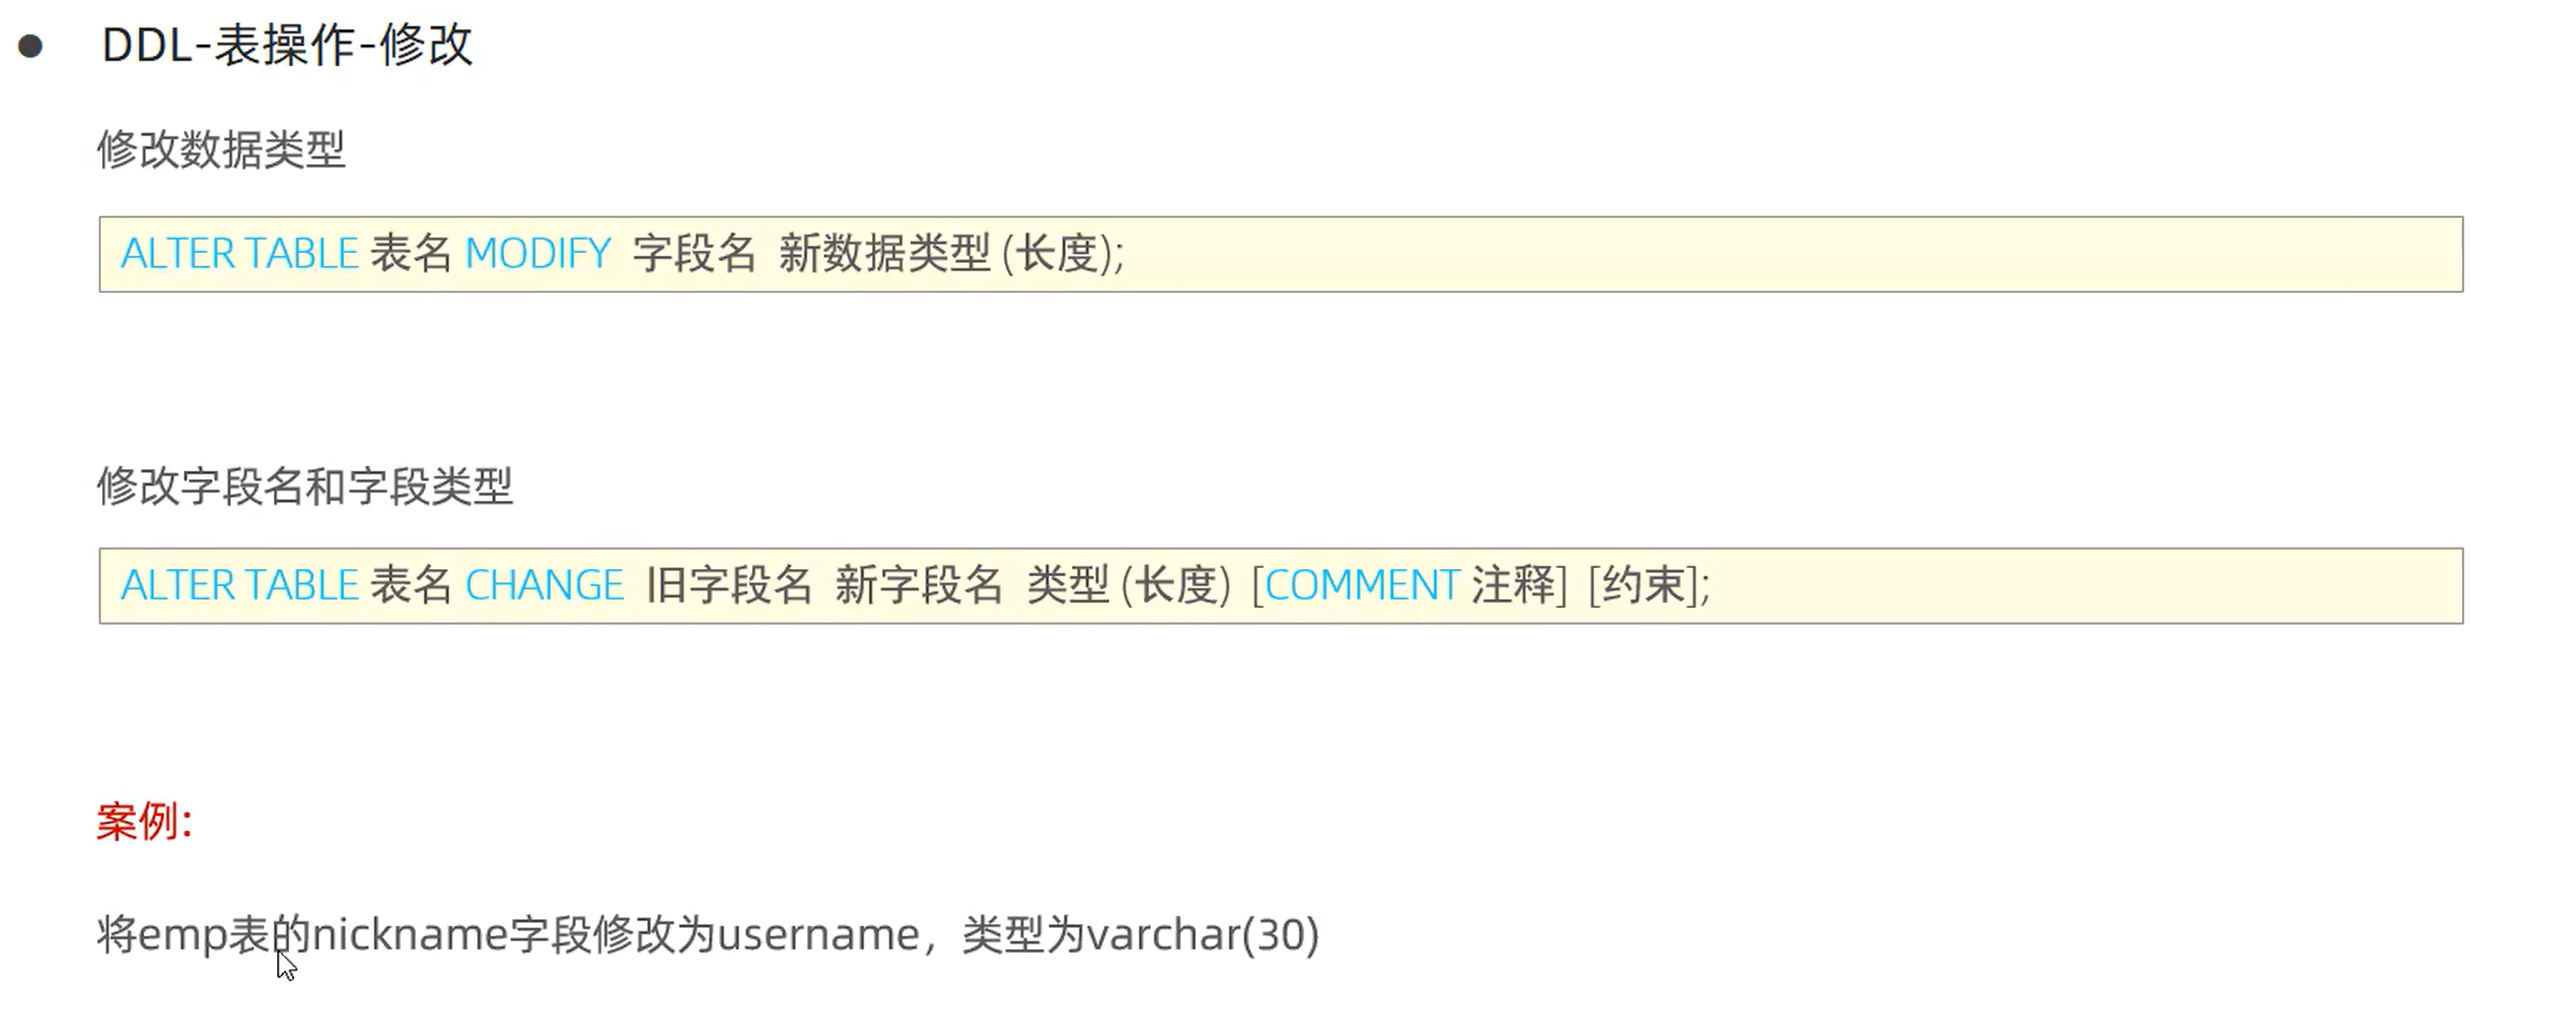 DDL-表操作-修改
修改数据类型
ALTER TABLE 表名 MODIFY 字段名 新数据类型 (长度);
修改字段名和字段类型
ALTER TABLE 表名 CHANGE 旧字段名 新字段名 类型 (长度) [COMMENT 注释] [约束];
案例:
将emp表的nickname字段修改为username，类型为varchar(30)